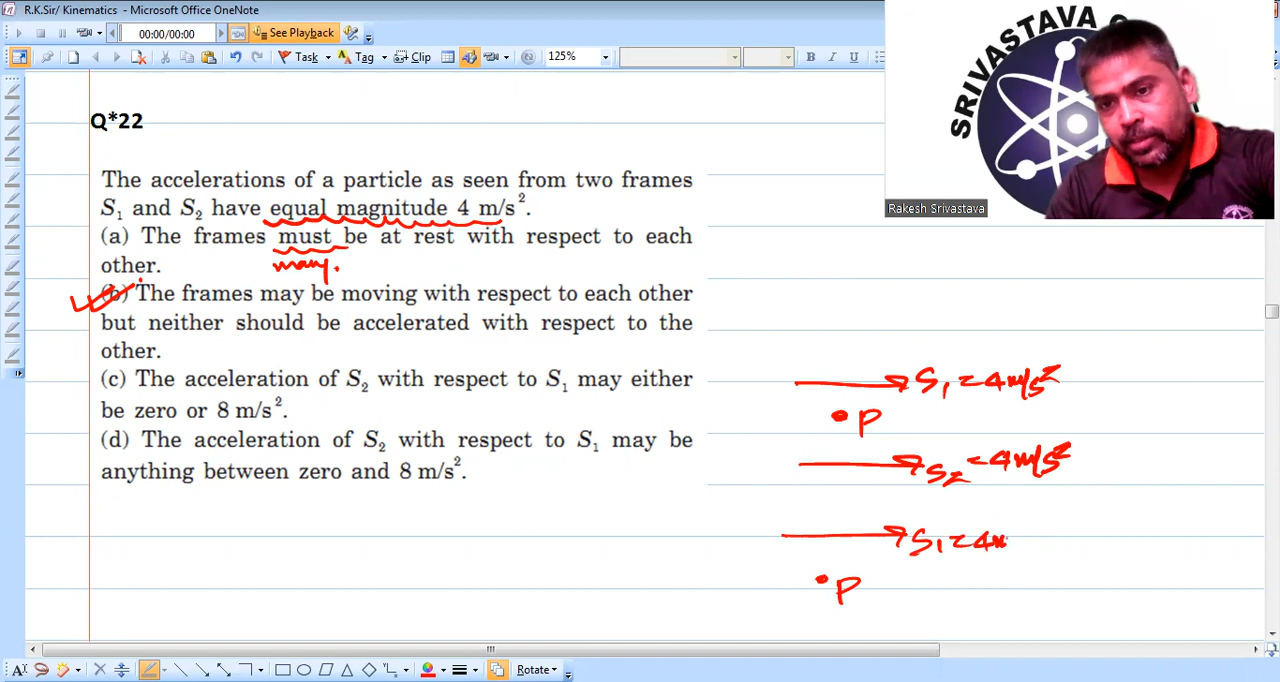 R.K.Sir/ Kinematics - Microsoft Office OneNote
00:00/00:00
See Playback
Task
Tag
Clip
125%
B
I
U
SRIVASTAVA
Rakesh Srivastava
Q*22
The accelerations of a particle as seen from two frames
S₁ and S₂ have equal magnitude 4 m/s².
(a) The frames must be at rest with respect to each
other.
may.
(b) The frames may be moving with respect to each other
but neither should be accelerated with respect to the
other.
(c) The acceleration of S₂ with respect to S₁ may either
be zero or 8 m/s².
(d) The acceleration of S₂ with respect to S₁ may be
anything between zero and 8 m/s².
S₁ = 4 m/s²
P
S₂ = 4 m/s²
S₁ = 4 m
P
Rotate